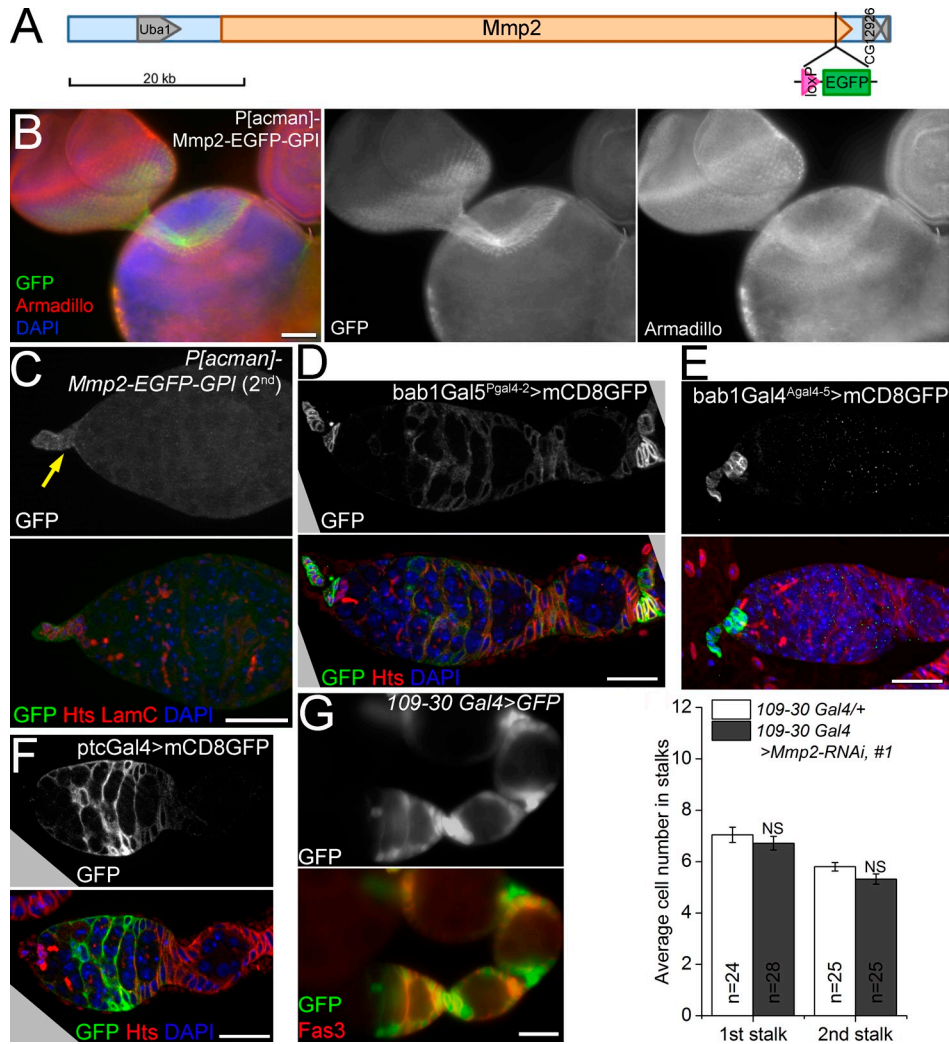 A
Uba1
Mmp2
CG12926
20 kb
loxP
EGFP
B
P[acman]-
Mmp2-EGFP-GPI
GFP
Armadillo
DAPI
GFP
Armadillo
C
P[acman]-
Mmp2-EGFP-GPI (2nd)
GFP
GFP Hts LamC DAPI
D
bab1Gal5Pgal4-2>mCD8GFP
GFP
GFP Hts DAPI
E
bab1Gal4Agal4-5>mCD8GFP
F
ptcGal4>mCD8GFP
GFP
GFP Hts DAPI
G
109-30 Gal4>GFP
GFP
GFP
Fas3
12
10
8
6
4
2
0
Average cell number in stalks
109-30 Gal4/+
109-30 Gal4
>Mmp2-RNAi, #1
NS
NS
n=24
n=28
n=25
n=25
1st stalk
2nd stalk